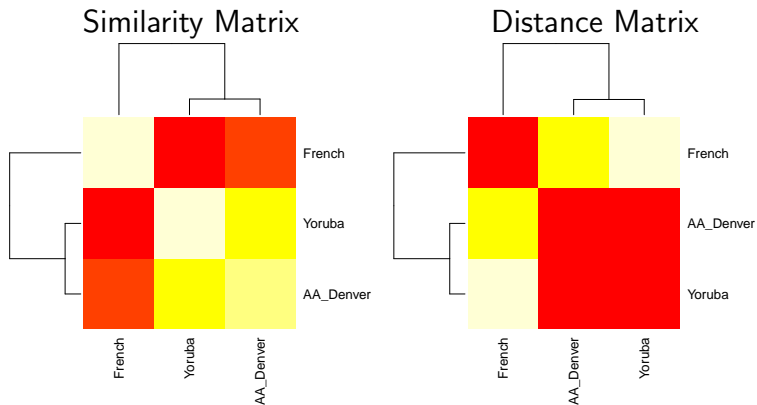 Similarity Matrix
French
Yoruba
AA_Denver
French
Yoruba
AA_Denver
Distance Matrix
French
AA_Denver
Yoruba
French
AA_Denver
Yoruba